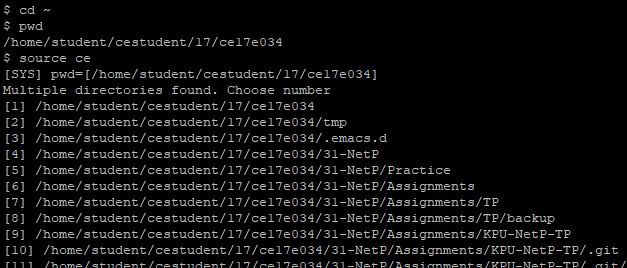 $ cd ~
$ pwd
/home/student/cestudent/17/ce17e034
$ source ce
[SYS] pwd=[/home/student/cestudent/17/ce17e034]
Multiple directories found. Choose number
[1] /home/student/cestudent/17/ce17e034
[2] /home/student/cestudent/17/ce17e034/tmp
[3] /home/student/cestudent/17/ce17e034/.emacs.d
[4] /home/student/cestudent/17/ce17e034/31-NetP
[5] /home/student/cestudent/17/ce17e034/31-NetP/Practice
[6] /home/student/cestudent/17/ce17e034/31-NetP/Assignments
[7] /home/student/cestudent/17/ce17e034/31-NetP/Assignments/TP
[8] /home/student/cestudent/17/ce17e034/31-NetP/Assignments/TP/backup
[9] /home/student/cestudent/17/ce17e034/31-NetP/Assignments/KPU-NetP-TP
[10] /home/student/cestudent/17/ce17e034/31-NetP/Assignments/KPU-NetP-TP/.git
[11] /home/student/cestudent/17/ce17e034/31-NetP/Assignments/KPU-NetP-TP/.git/